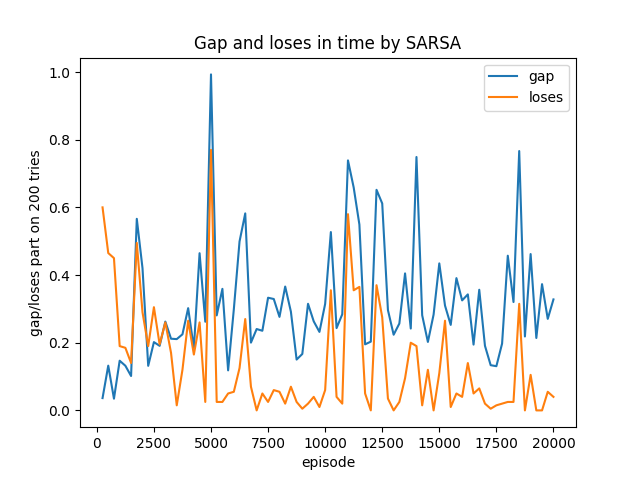 Gap and loses in time by SARSA
gap
loses
gap/loses part on 200 tries
1.0
0.8
0.6
0.4
0.2
0.0
0 2500 5000 7500 10000 12500 15000 17500 20000
episode